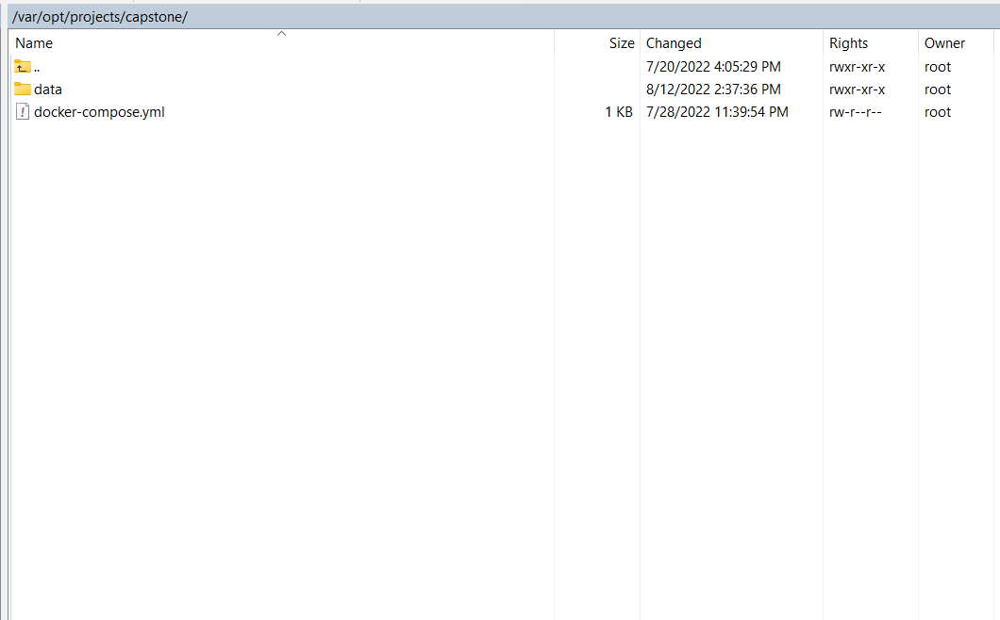 /var/opt/projects/capstone/
Name Size Changed Rights Owner
.. 7/20/2022 4:05:29 PM rwxr-xr-x root
data 8/12/2022 2:37:36 PM rwxr-xr-x root
docker-compose.yml 1 KB 7/28/2022 11:39:54 PM rw-r--r-- root